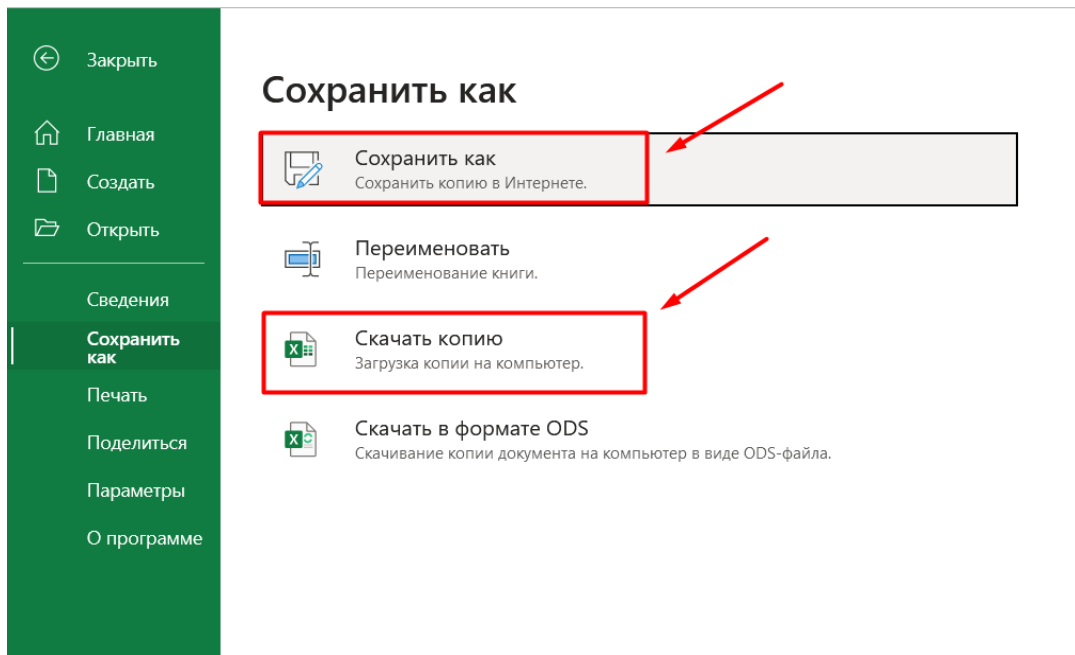 Закрыть
Главная
Создать
Открыть
Сведения
Сохранить
как
Печать
Поделиться
Параметры
О программе
Сохранить как
Сохранить как
Сохранить копию в Интернете.
Переименовать
Переименование книги.
Скачать копию
Загрузка копии на компьютер.
Скачать в формате ODS
Скачивание копии документа на компьютер в виде ODS-файла.